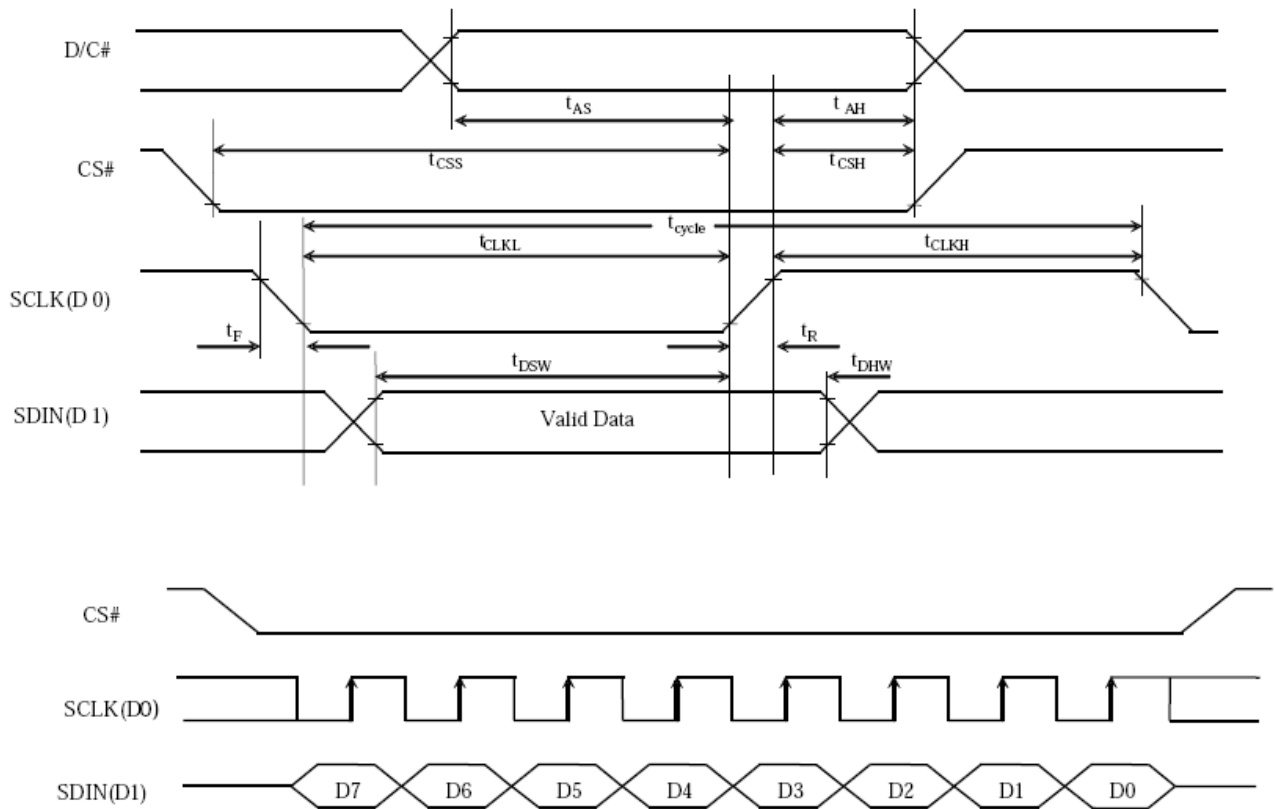 D/C#
tAS
t AH
CS#
tCSS
tCSH
tcycle
tCLKL
tCLKH
SCLK(D 0)
tF
tR
tDSW
tDHW
SDIN(D 1)
Valid Data
CS#
SCLK(D0)
SDIN(D1)
D7 D6 D5 D4 D3 D2 D1 D0